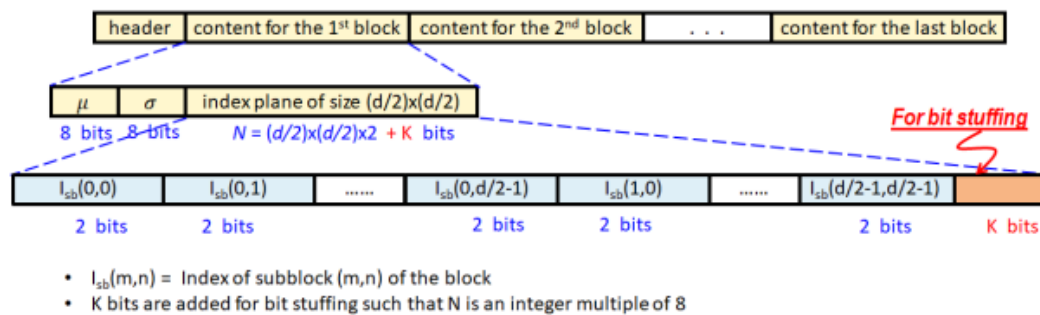 header content for the 1st block content for the 2nd block . . . content for the last block
μ σ index plane of size (d/2)x(d/2)
8 bits 8 bits N = (d/2)x(d/2)x2 + K bits
For bit stuffing
Isb(0,0) Isb(0,1) ...... Isb(0,d/2-1) Isb(1,0) ...... Isb(d/2-1,d/2-1)
2 bits 2 bits 2 bits 2 bits 2 bits K bits
• Isb(m,n) = Index of subblock (m,n) of the block
• K bits are added for bit stuffing such that N is an integer multiple of 8